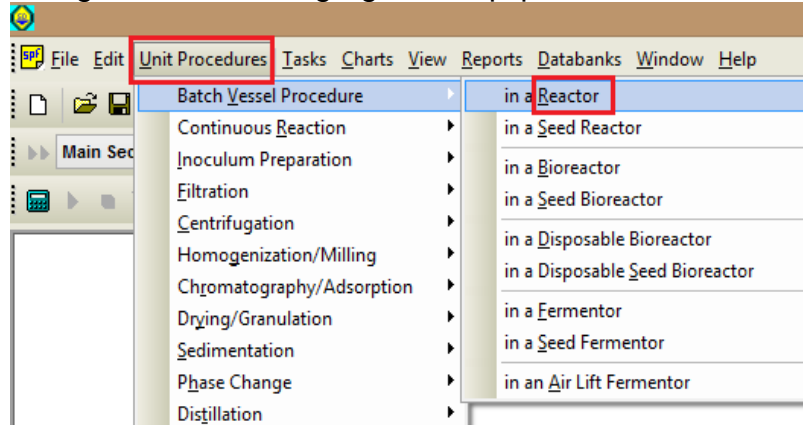 spf File Edit Unit Procedures Tasks Charts View Reports Databanks Window Help
Batch Vessel Procedure
in a Reactor
Continuous Reaction
in a Seed Reactor
Main Sec
Inoculum Preparation
in a Bioreactor
Filtration
in a Seed Bioreactor
Centrifugation
in a Disposable Bioreactor
Homogenization/Milling
in a Disposable Seed Bioreactor
Chromatography/Adsorption
Drying/Granulation
in a Fermentor
Sedimentation
in a Seed Fermentor
Phase Change
in an Air Lift Fermentor
Distillation